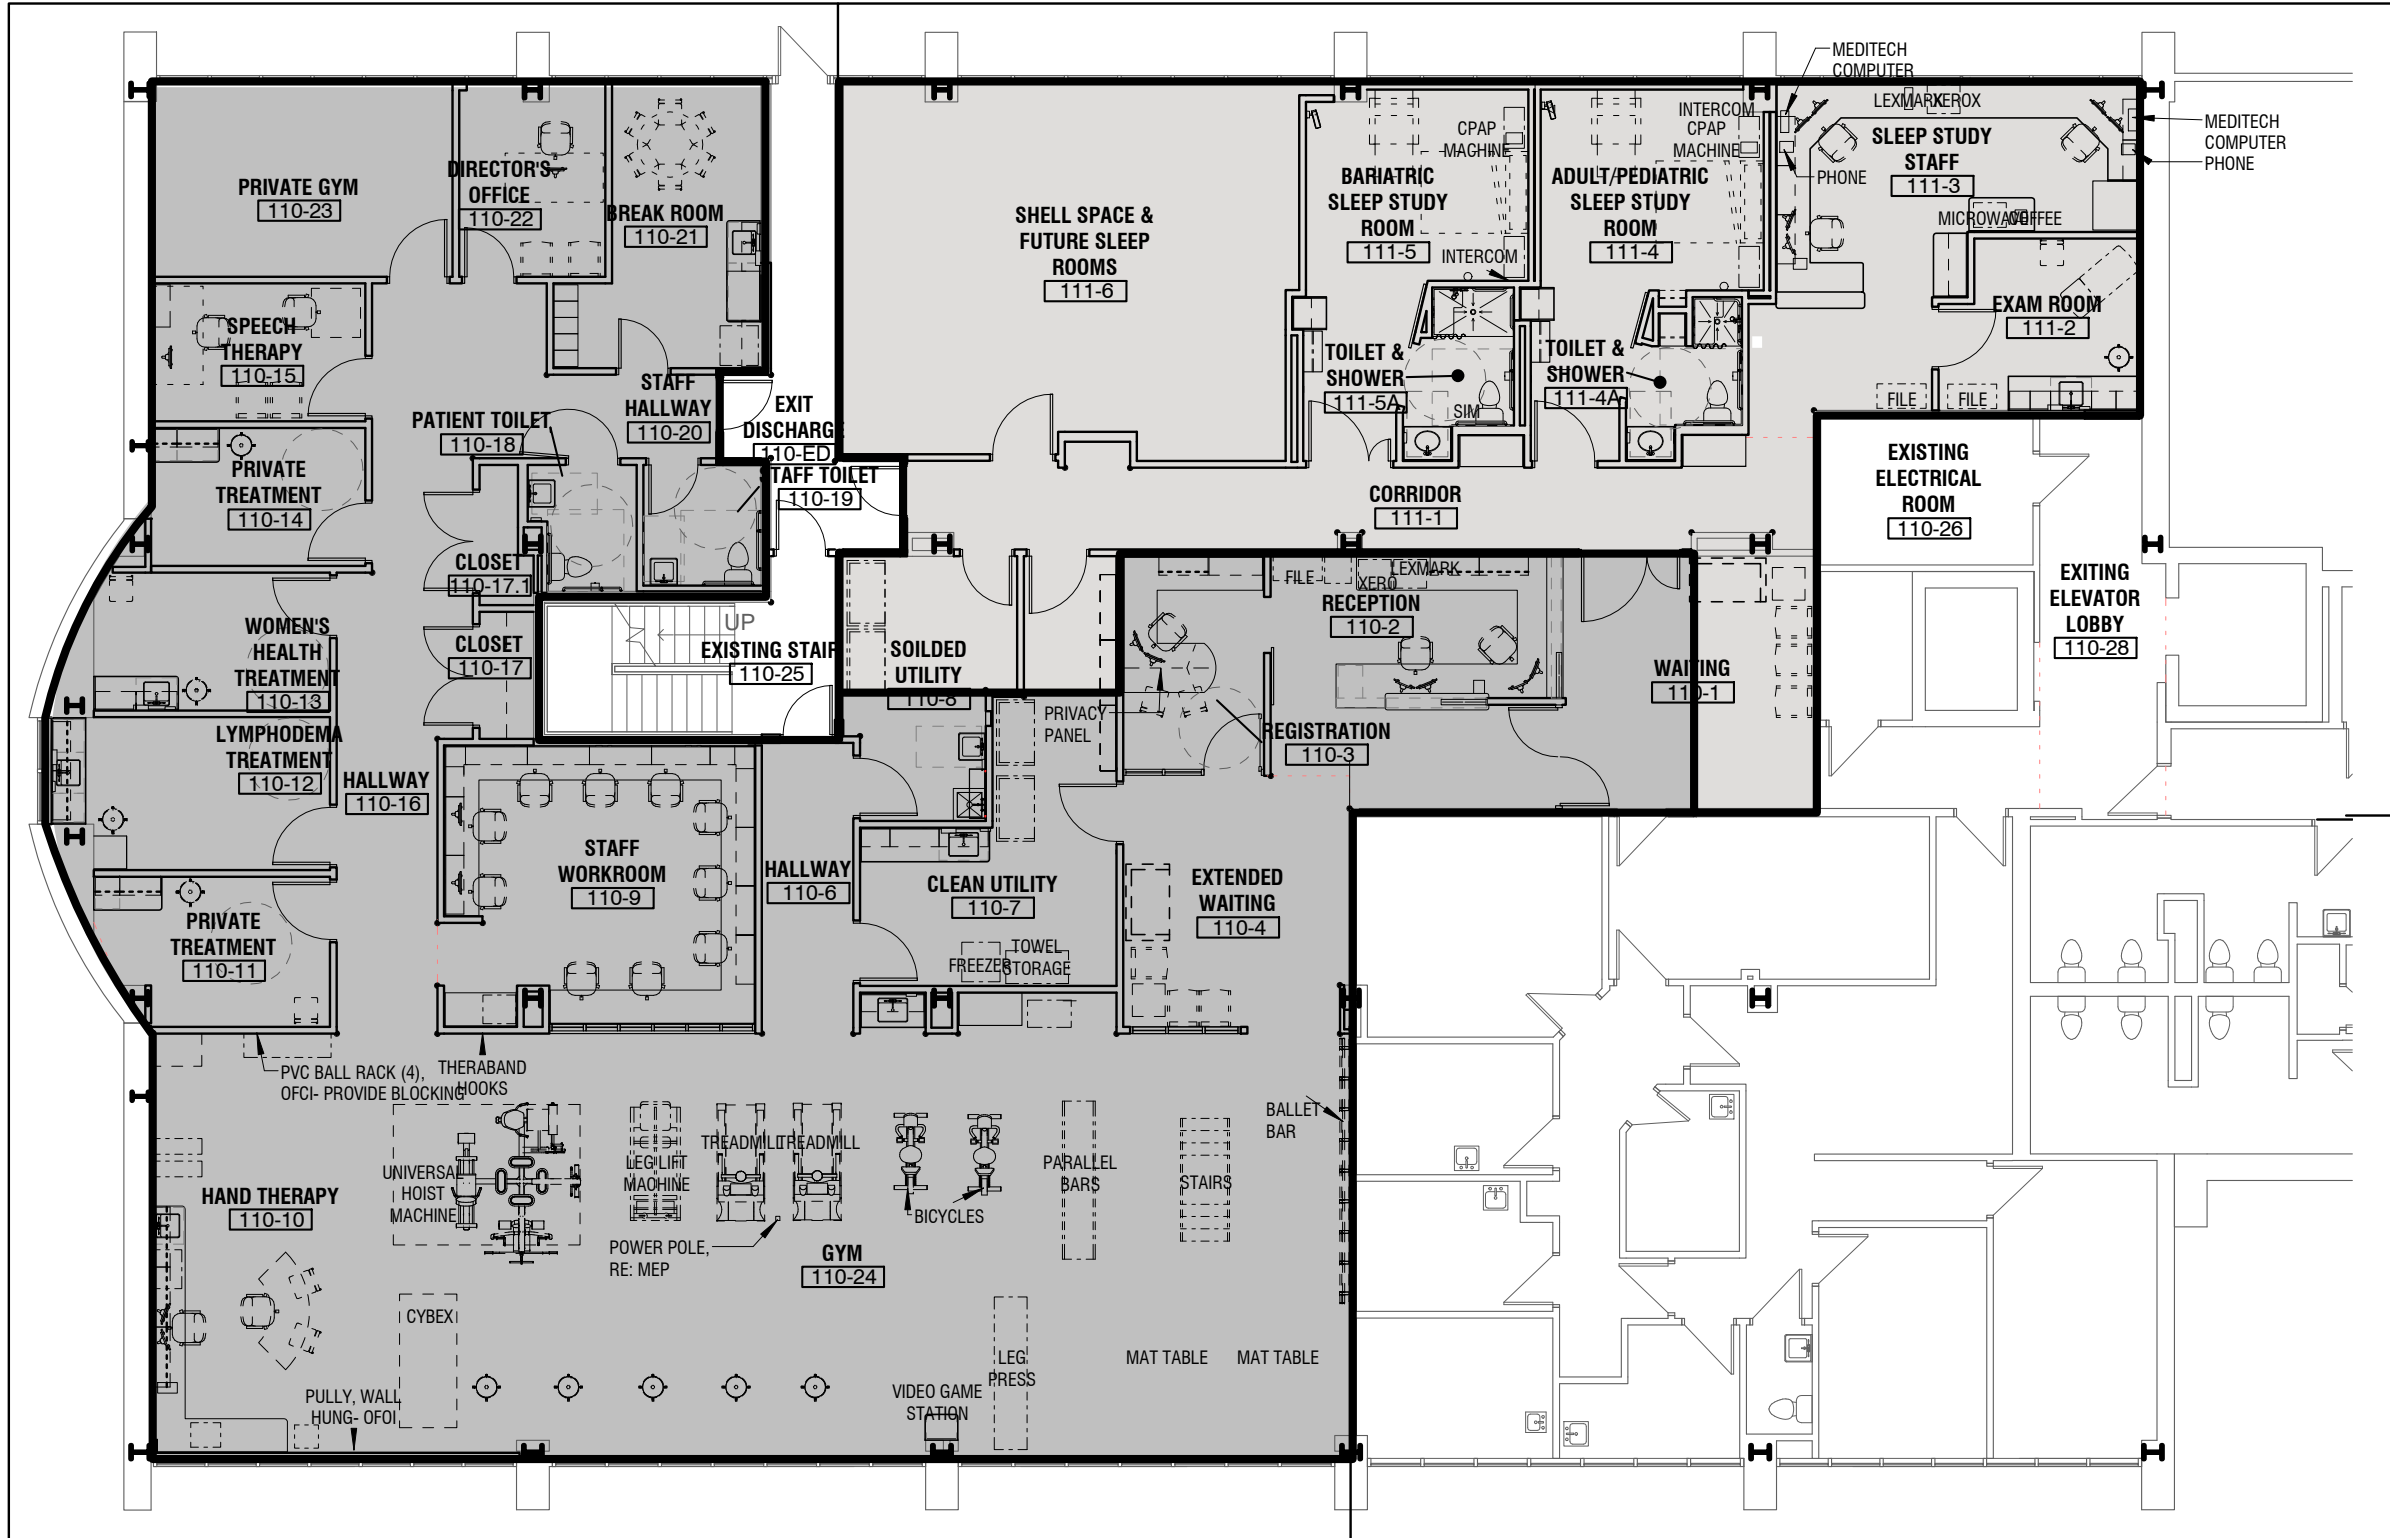 MEDITECH
COMPUTER
LEXMARK
XEROX
INTERCOM
CPAP
MACHINE
CPAP
MACHINE
MEDITECH
COMPUTER
PHONE
PHONE
SLEEP STUDY
STAFF
111-3
PRIVATE GYM
110-23
DIRECTOR'S
OFFICE
110-22
BREAK ROOM
110-21
SHELL SPACE &
FUTURE SLEEP
ROOMS
111-6
BARIATRIC
SLEEP STUDY
ROOM
111-5
INTERCOM
ADULT/PEDIATRIC
SLEEP STUDY
ROOM
111-4
MICROWAVE
COFFEE
EXAM ROOM
111-2
SPEECH
THERAPY
110-15
TOILET &
SHOWER
111-5A
SIM
TOILET &
SHOWER
111-4A
FILE
FILE
PATIENT TOILET
110-18
STAFF
HALLWAY
110-20
EXIT
DISCHARGE
110-ED
TAFF TOILET
110-19
PRIVATE
TREATMENT
110-14
CORRIDOR
111-1
EXISTING
ELECTRICAL
ROOM
110-26
CLOSET
110-17.1
EXITING
ELEVATOR
LOBBY
110-28
FILE
XERO
LEXMARK
RECEPTION
110-2
WOMEN'S
HEALTH
TREATMENT
110-13
CLOSET
110-17
UP
EXISTING STAIR
110-25
SOILDED
UTILITY
110-8
WAITING
110-1
PRIVACY
PANEL
REGISTRATION
110-3
LYMPHODEMA
TREATMENT
110-12
HALLWAY
110-16
STAFF
WORKROOM
110-9
HALLWAY
110-6
CLEAN UTILITY
110-7
EXTENDED
WAITING
110-4
PRIVATE
TREATMENT
110-11
FREEZER
TOWEL
STORAGE
PVC BALL RACK (4),
OFCI- PROVIDE BLOCKING
THERABAND
HOOKS
BALLET
BAR
UNIVERSAL
HOIST
MACHINE
LEG LIFT
MACHINE
TREADMILL
TREADMILL
PARALLEL
BARS
STAIRS
HAND THERAPY
110-10
BICYCLES
POWER POLE,
RE: MEP
GYM
110-24
CYBEX
LEG
PRESS
MAT TABLE
MAT TABLE
PULLY, WALL
HUNG- OFOI
VIDEO GAME
STATION